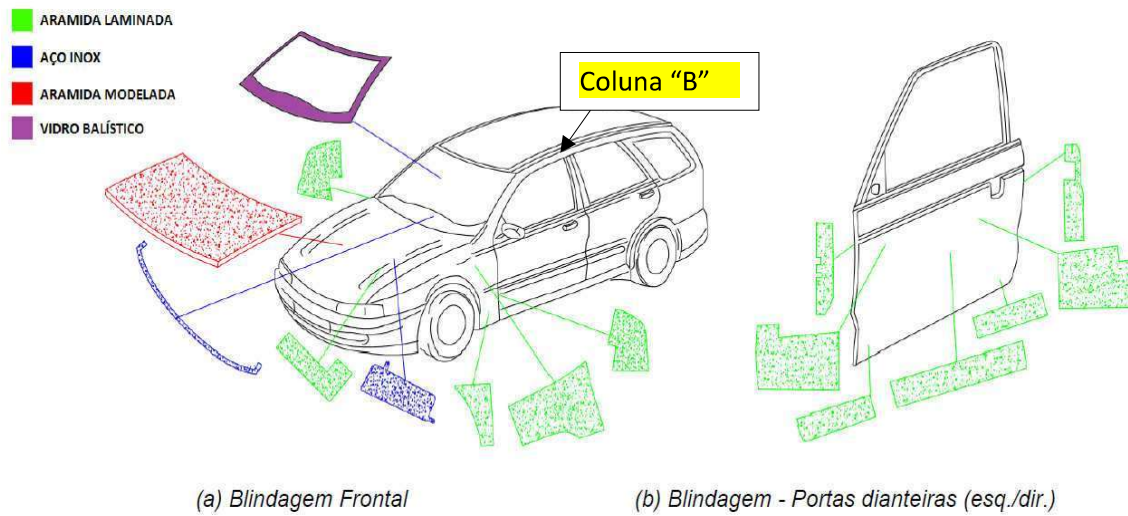 ARAMIDA LAMINADA
AÇO INOX
ARAMIDA MODELADA
VIDRO BALÍSTICO
Coluna “B”
(a) Blindagem Frontal
(b) Blindagem - Portas dianteiras (esq./dir.)